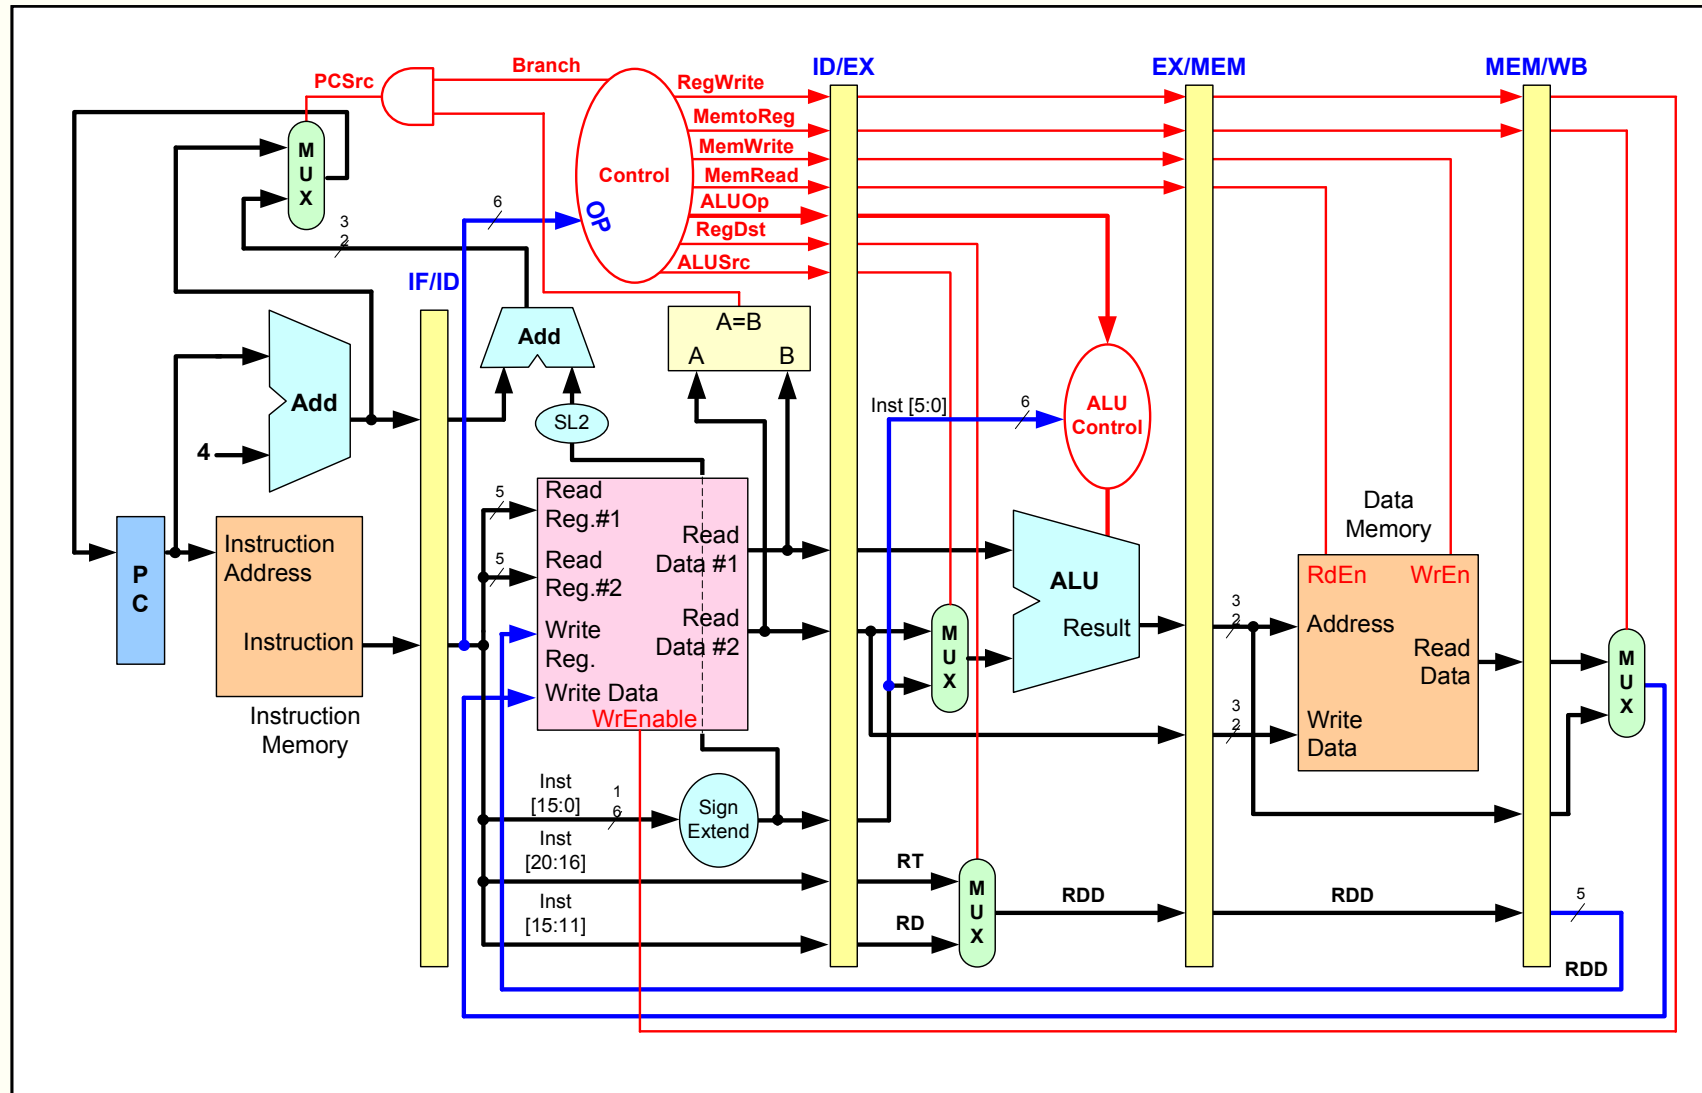 ID/EX
EX/MEM
MEM/WB
PCSrc
Branch
RegWrite
MemtoReg
MemWrite
MemRead
ALUOp
RegDst
ALUSrc
Control
OP
6
M
U
X
3
2
IF/ID
Add
A=B
A
B
SL2
Add
4
Inst [5:0]
6
ALU
Control
P
C
Instruction
Address
Instruction
Instruction
Memory
5
Read
Reg.#1
5
Read
Reg.#2
Write
Reg.
Write Data
WrEnable
Read
Data #1
Read
Data #2
M
U
X
ALU
Result
Data
Memory
RdEn
WrEn
3
2
Address
Read
Data
3
2
Write
Data
M
U
X
Inst
[15:0]
1
6
Sign
Extend
Inst
[20:16]
RT
Inst
[15:11]
RD
M
U
X
RDD
RDD
5
RDD